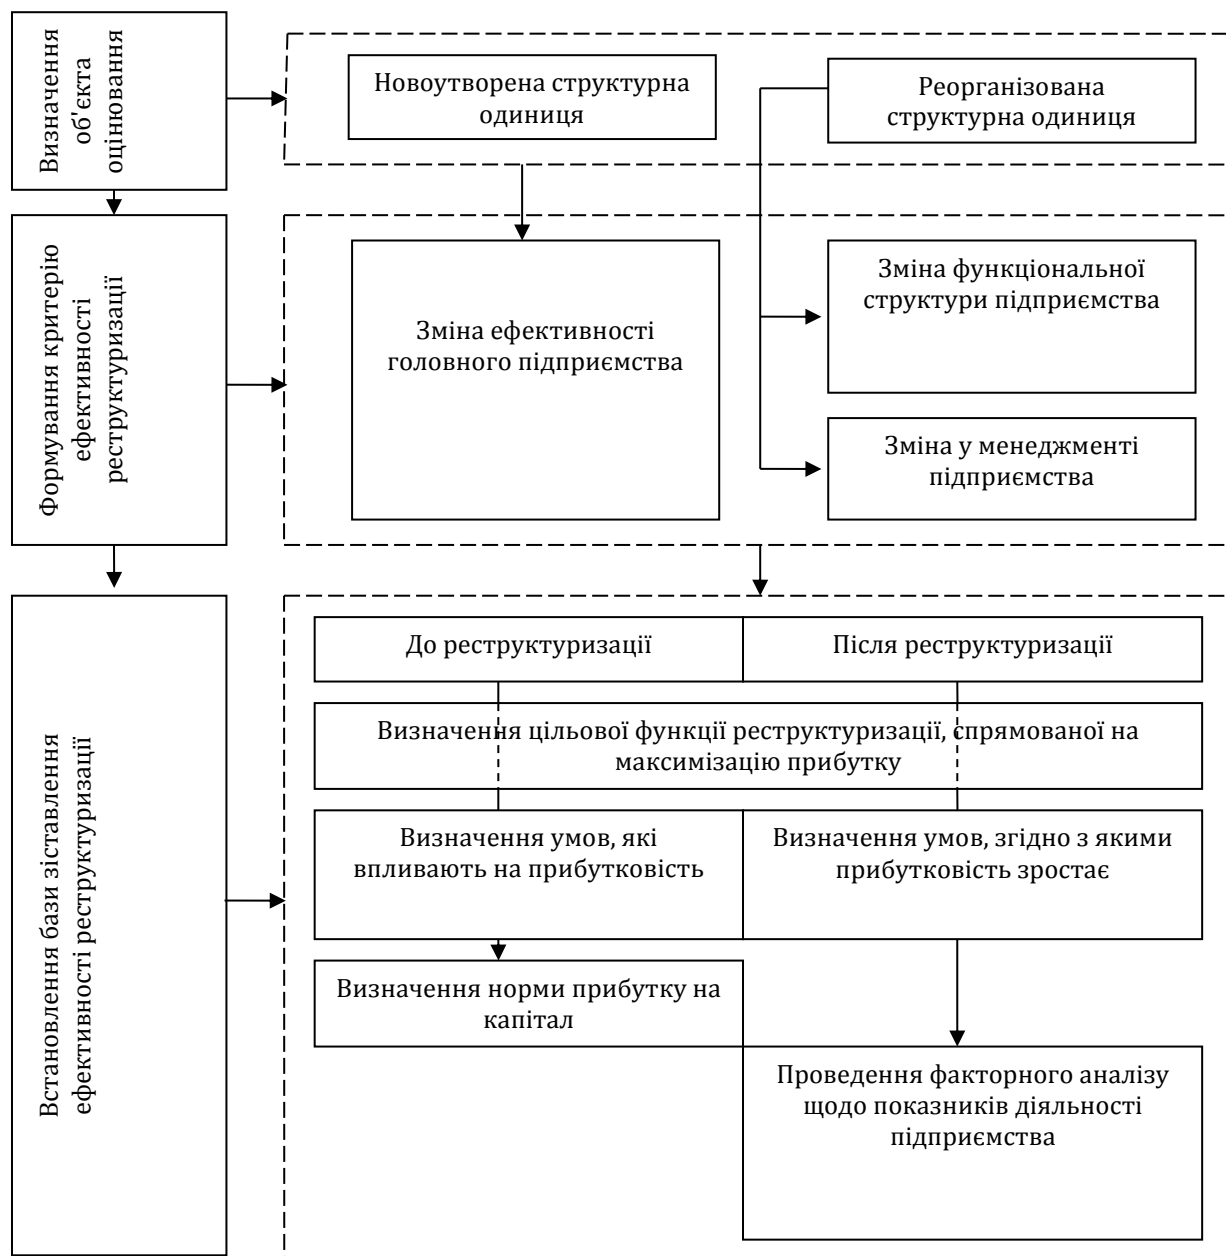 Визначення
об'єкта
оцінювання
Новоутворена структурна
одиниця
Реорганізована
структурна одиниця
Формування критерію
ефективності
реструктуризації
Зміна ефективності
головного підприємства
Зміна функціональної
структури підприємства
Зміна у менеджменті
підприємства
Встановлення бази зіставлення
ефективності реструктуризації
До реструктуризації
Після реструктуризації
Визначення цільової функції реструктуризації, спрямованої на
максимізацію прибутку
Визначення умов, які
впливають на прибутковість
Визначення умов, згідно з якими
прибутковість зростає
Визначення норми прибутку на
капітал
Проведення факторного аналізу
щодо показників діяльності
підприємства